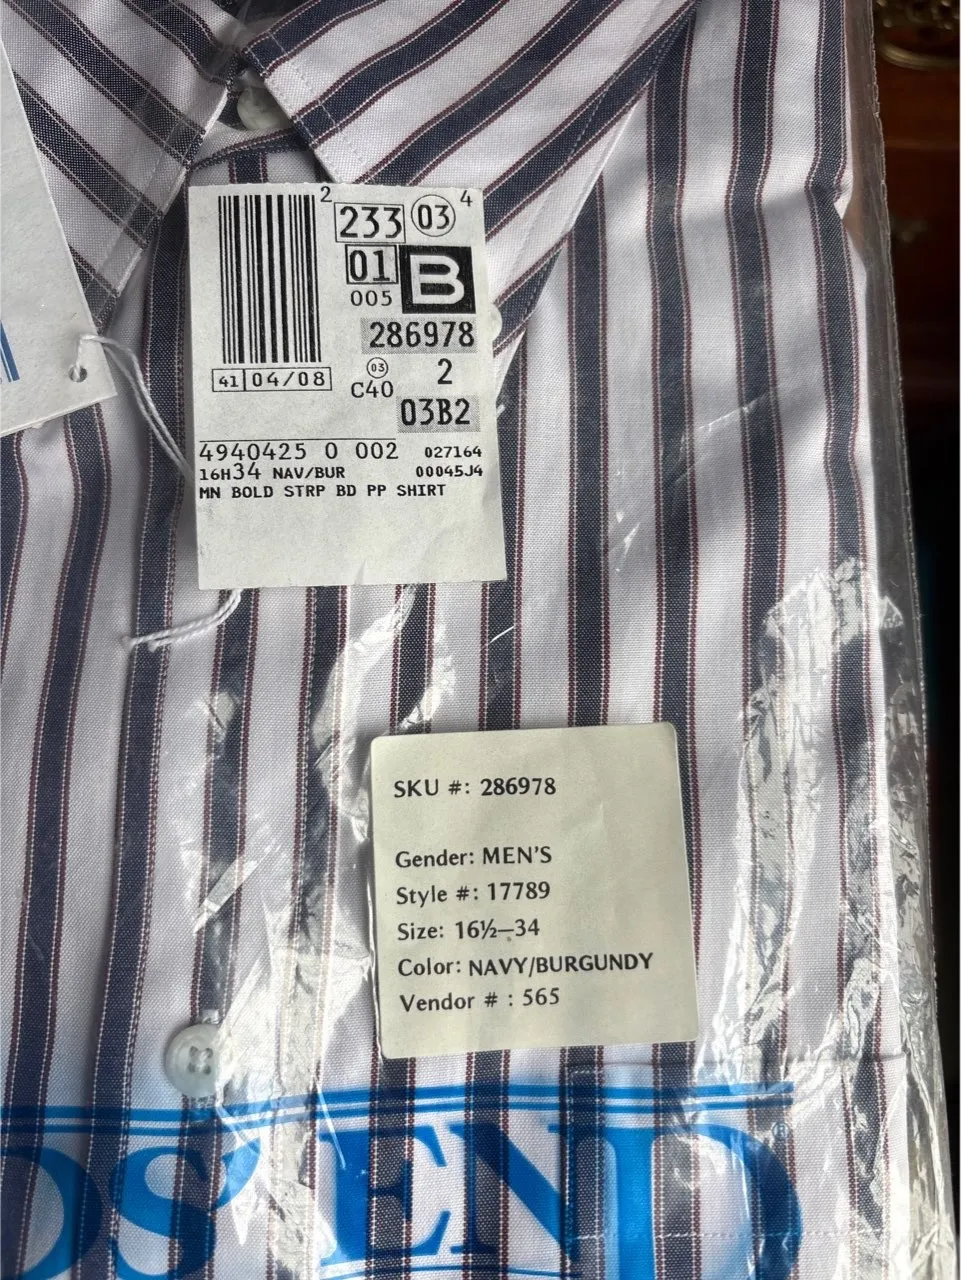 2 233 03 4
01 B
005
286978
03
41 04/08 C40 2
03B2
4940425 0 002 027164
16H34 NAV/BUR 00045J4
MN BOLD STRP BD PP SHIRT
SKU #: 286978
Gender: MEN'S
Style #: 17789
Size: 16½–34
Color: NAVY/BURGUNDY
Vendor # : 565
DS' END ®